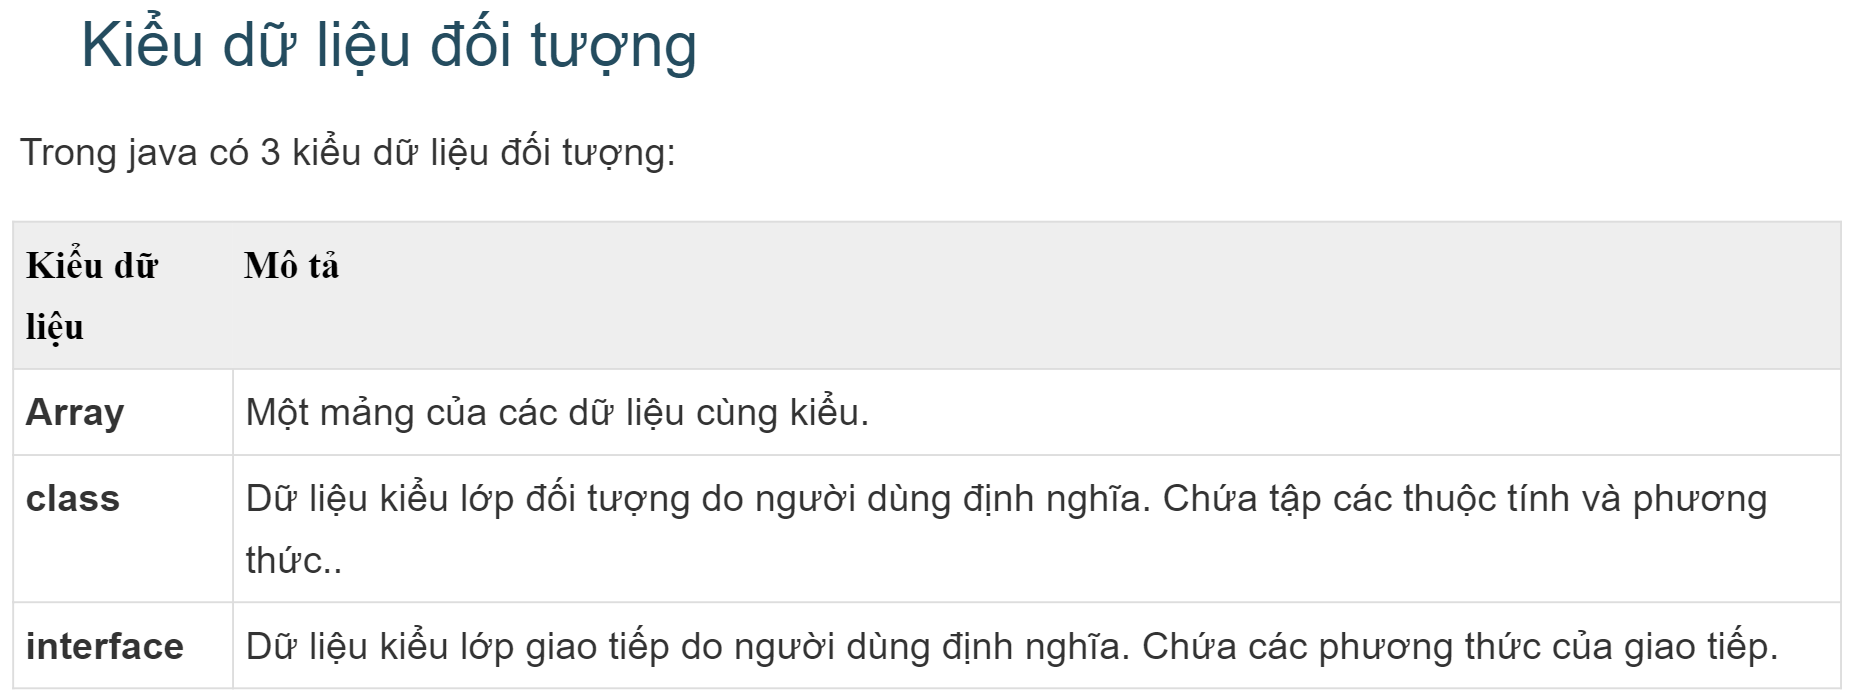 Kiểu dữ liệu đối tượng
Trong java có 3 kiểu dữ liệu đối tượng:
Kiểu dữ
liệu
Mô tả
Array
Một mảng của các dữ liệu cùng kiểu.
class
Dữ liệu kiểu lớp đối tượng do người dùng định nghĩa. Chứa tập các thuộc tính và phương
thức..
interface
Dữ liệu kiểu lớp giao tiếp do người dùng định nghĩa. Chứa các phương thức của giao tiếp.